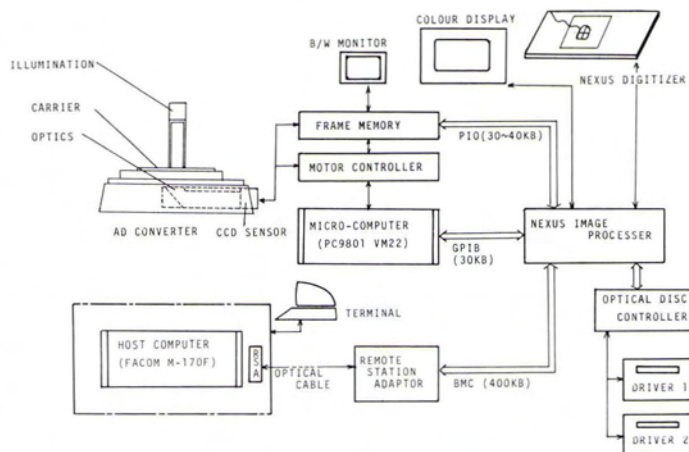 COLOUR DISPLAY
B/W MONITOR
ILLUMINATION
NEXUS DIGITIZER
CARRIER
OPTICS
FRAME MEMORY
PIO(30~40KB)
MOTOR CONTROLLER
MICRO-COMPUTER
(PC9801 VM22)
NEXUS IMAGE
PROCESSER
AD CONVERTER
CCD SENSOR
GPIB
(30KB)
OPTICAL DISC
CONTROLLER
TERMINAL
HOST COMPUTER
(FACOM M-170F)
OPTICAL
CABLE
REMOTE
STATION
ADAPTOR
BMC (400KB)
DRIVER 1
DRIVER 2